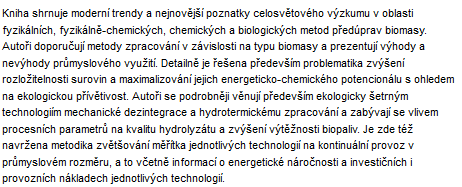 Kniha shrnuje moderní trendy a nejnovější poznatky celosvětového výzkumu v oblasti
fyzikálních, fyzikálně-chemických, chemických a biologických metod předúprav biomasy.
Autoři doporučují metody zpracování v závislosti na typu biomasy a prezentují výhody a
nevýhody průmyslového využití. Detailně je řešena především problematika zvýšení
rozložitelnosti surovin a maximalizování jejich energeticko-chemického potencionálu s ohledem
na ekologickou přívětivost. Autoři se podrobněji věnují především ekologicky šetrným
technologiím mechanické dezintegrace a hydrotermickému zpracování a zabývají se vlivem
procesních parametrů na kvalitu hydrolyzátu a zvýšení výtěžnosti biopaliv. Je zde též
navržena metodika zvětšování měřítka jednotlivých technologií na kontinuální provoz v
průmyslovém rozměru, a to včetně informací o energetické náročnosti a investičních i
provozních nákladech jednotlivých technologií.